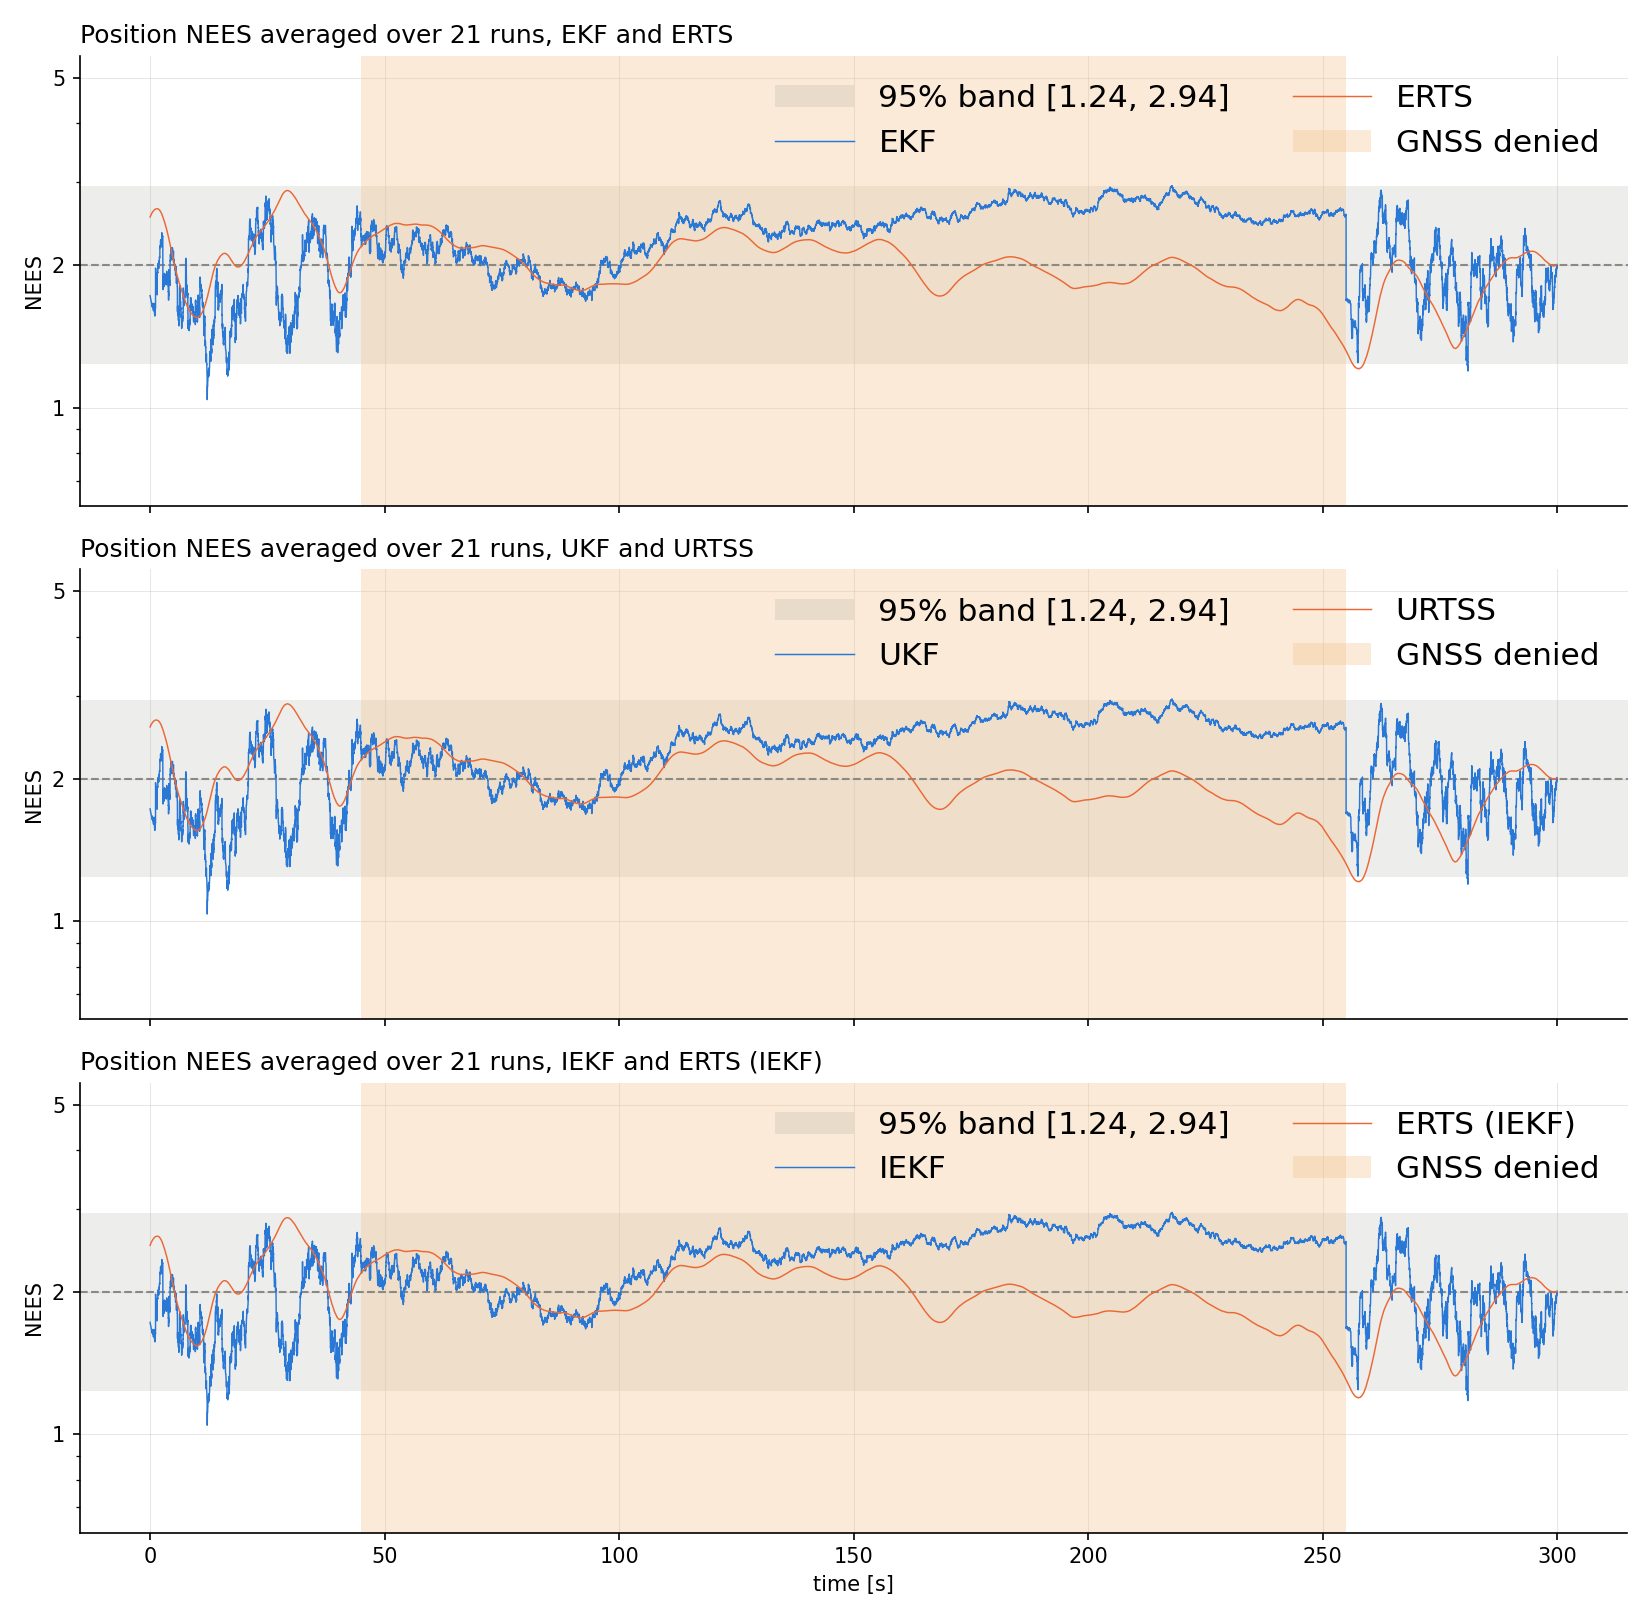 Position NEES averaged over 21 runs, EKF and ERTS
5
2
1
NEES
95% band [1.24, 2.94]
EKF
ERTS
GNSS denied
Position NEES averaged over 21 runs, UKF and URTSS
5
2
1
NEES
95% band [1.24, 2.94]
UKF
URTSS
GNSS denied
Position NEES averaged over 21 runs, IEKF and ERTS (IEKF)
5
2
1
NEES
95% band [1.24, 2.94]
IEKF
ERTS (IEKF)
GNSS denied
0 50 100 150 200 250 300
time [s]